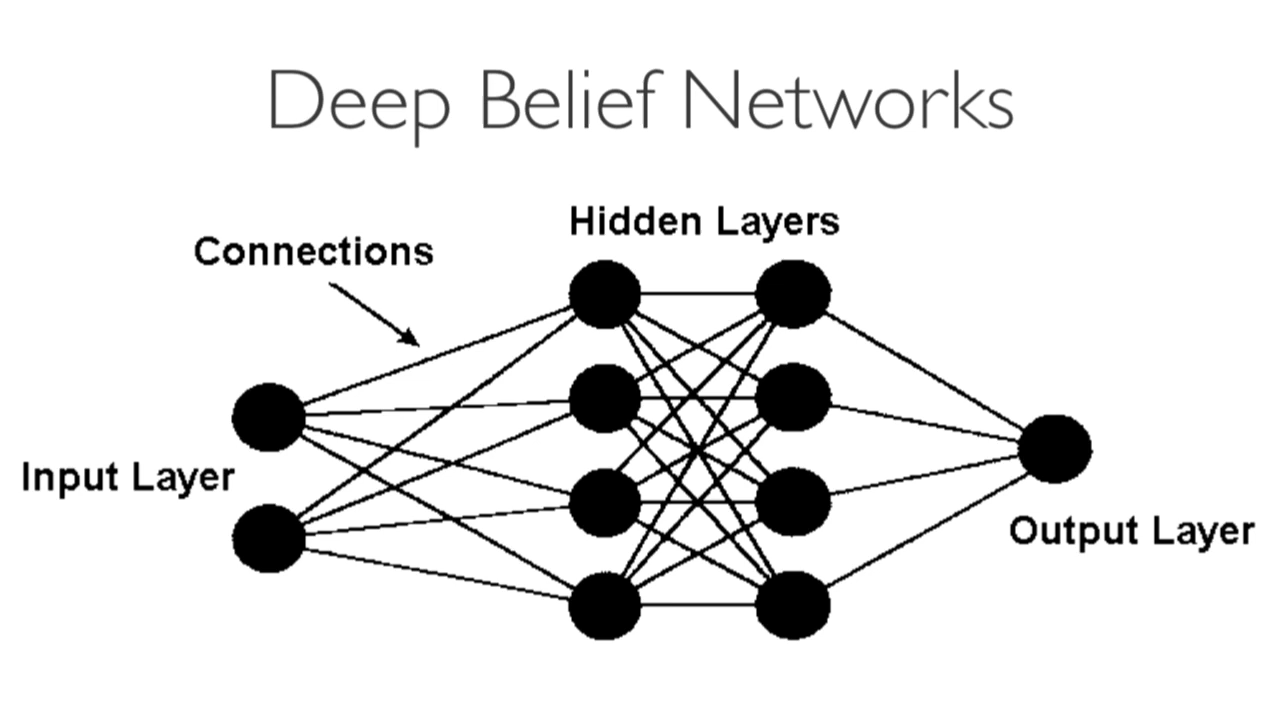 Deep Belief Networks
Hidden Layers
Connections
Input Layer
Output Layer